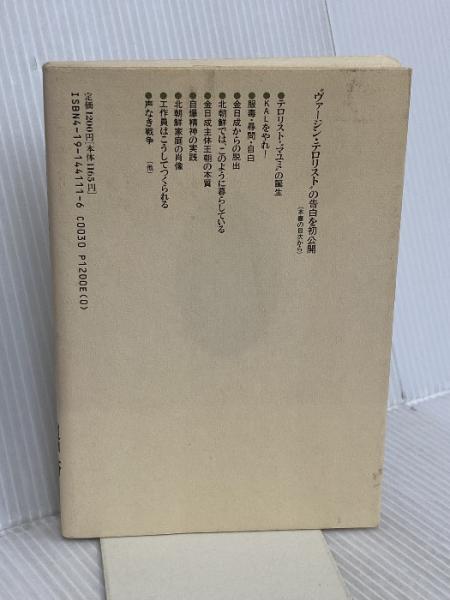 “ヴァージン・テロリスト”の告白を初公開
(本書の目次から)
●テロリスト“マユミ”の誕生
●KALをやれ!
●服毒・尋問・自白
●金日成からの脱出
●北朝鮮では、このように暮らしている
●金日成主体王朝の本質
●自爆精神の実践
●北朝鮮家庭の肖像
●工作員はこうしてつくられる
●声なき戦争 (他)
定価1200円[本体1165円]
ISBN4-19-144111-6 C0030 P1200E(0)